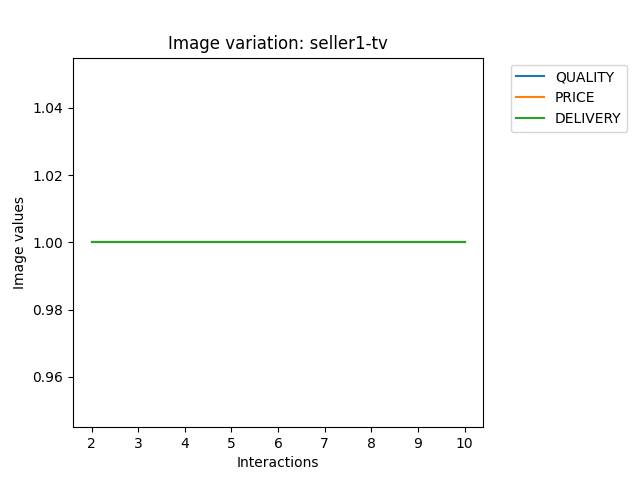 Image variation: seller1-tv
QUALITY
PRICE
DELIVERY
Image values
1.04
1.02
1.00
0.98
0.96
2 3 4 5 6 7 8 9 10
Interactions